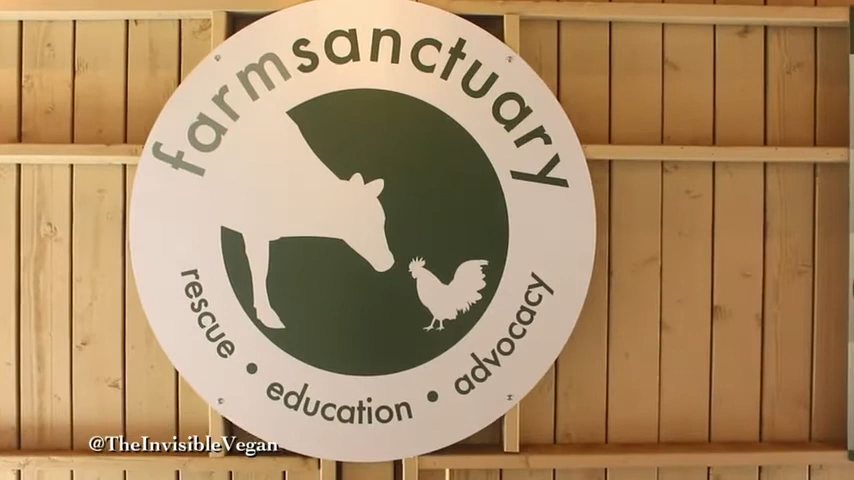 farmsanctuary
rescue • education • advocacy
@TheInvisibleVegan